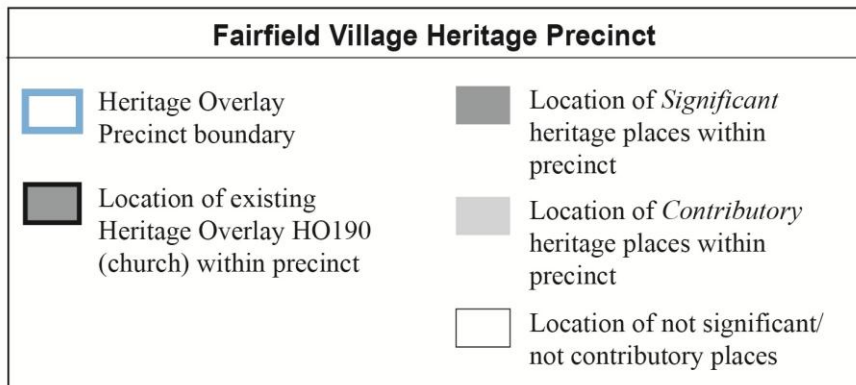 Fairfield Village Heritage Precinct
Heritage Overlay
Precinct boundary
Location of existing
Heritage Overlay HO190
(church) within precinct
Location of Significant
heritage places within
precinct
Location of Contributory
heritage places within
precinct
Location of not significant/
not contributory places